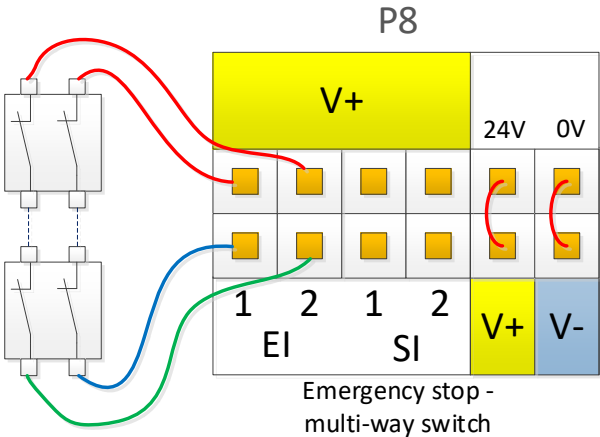 P8
V+
24V 0V
1 2 1 2
EI SI
V+ V-
Emergency stop -
multi-way switch